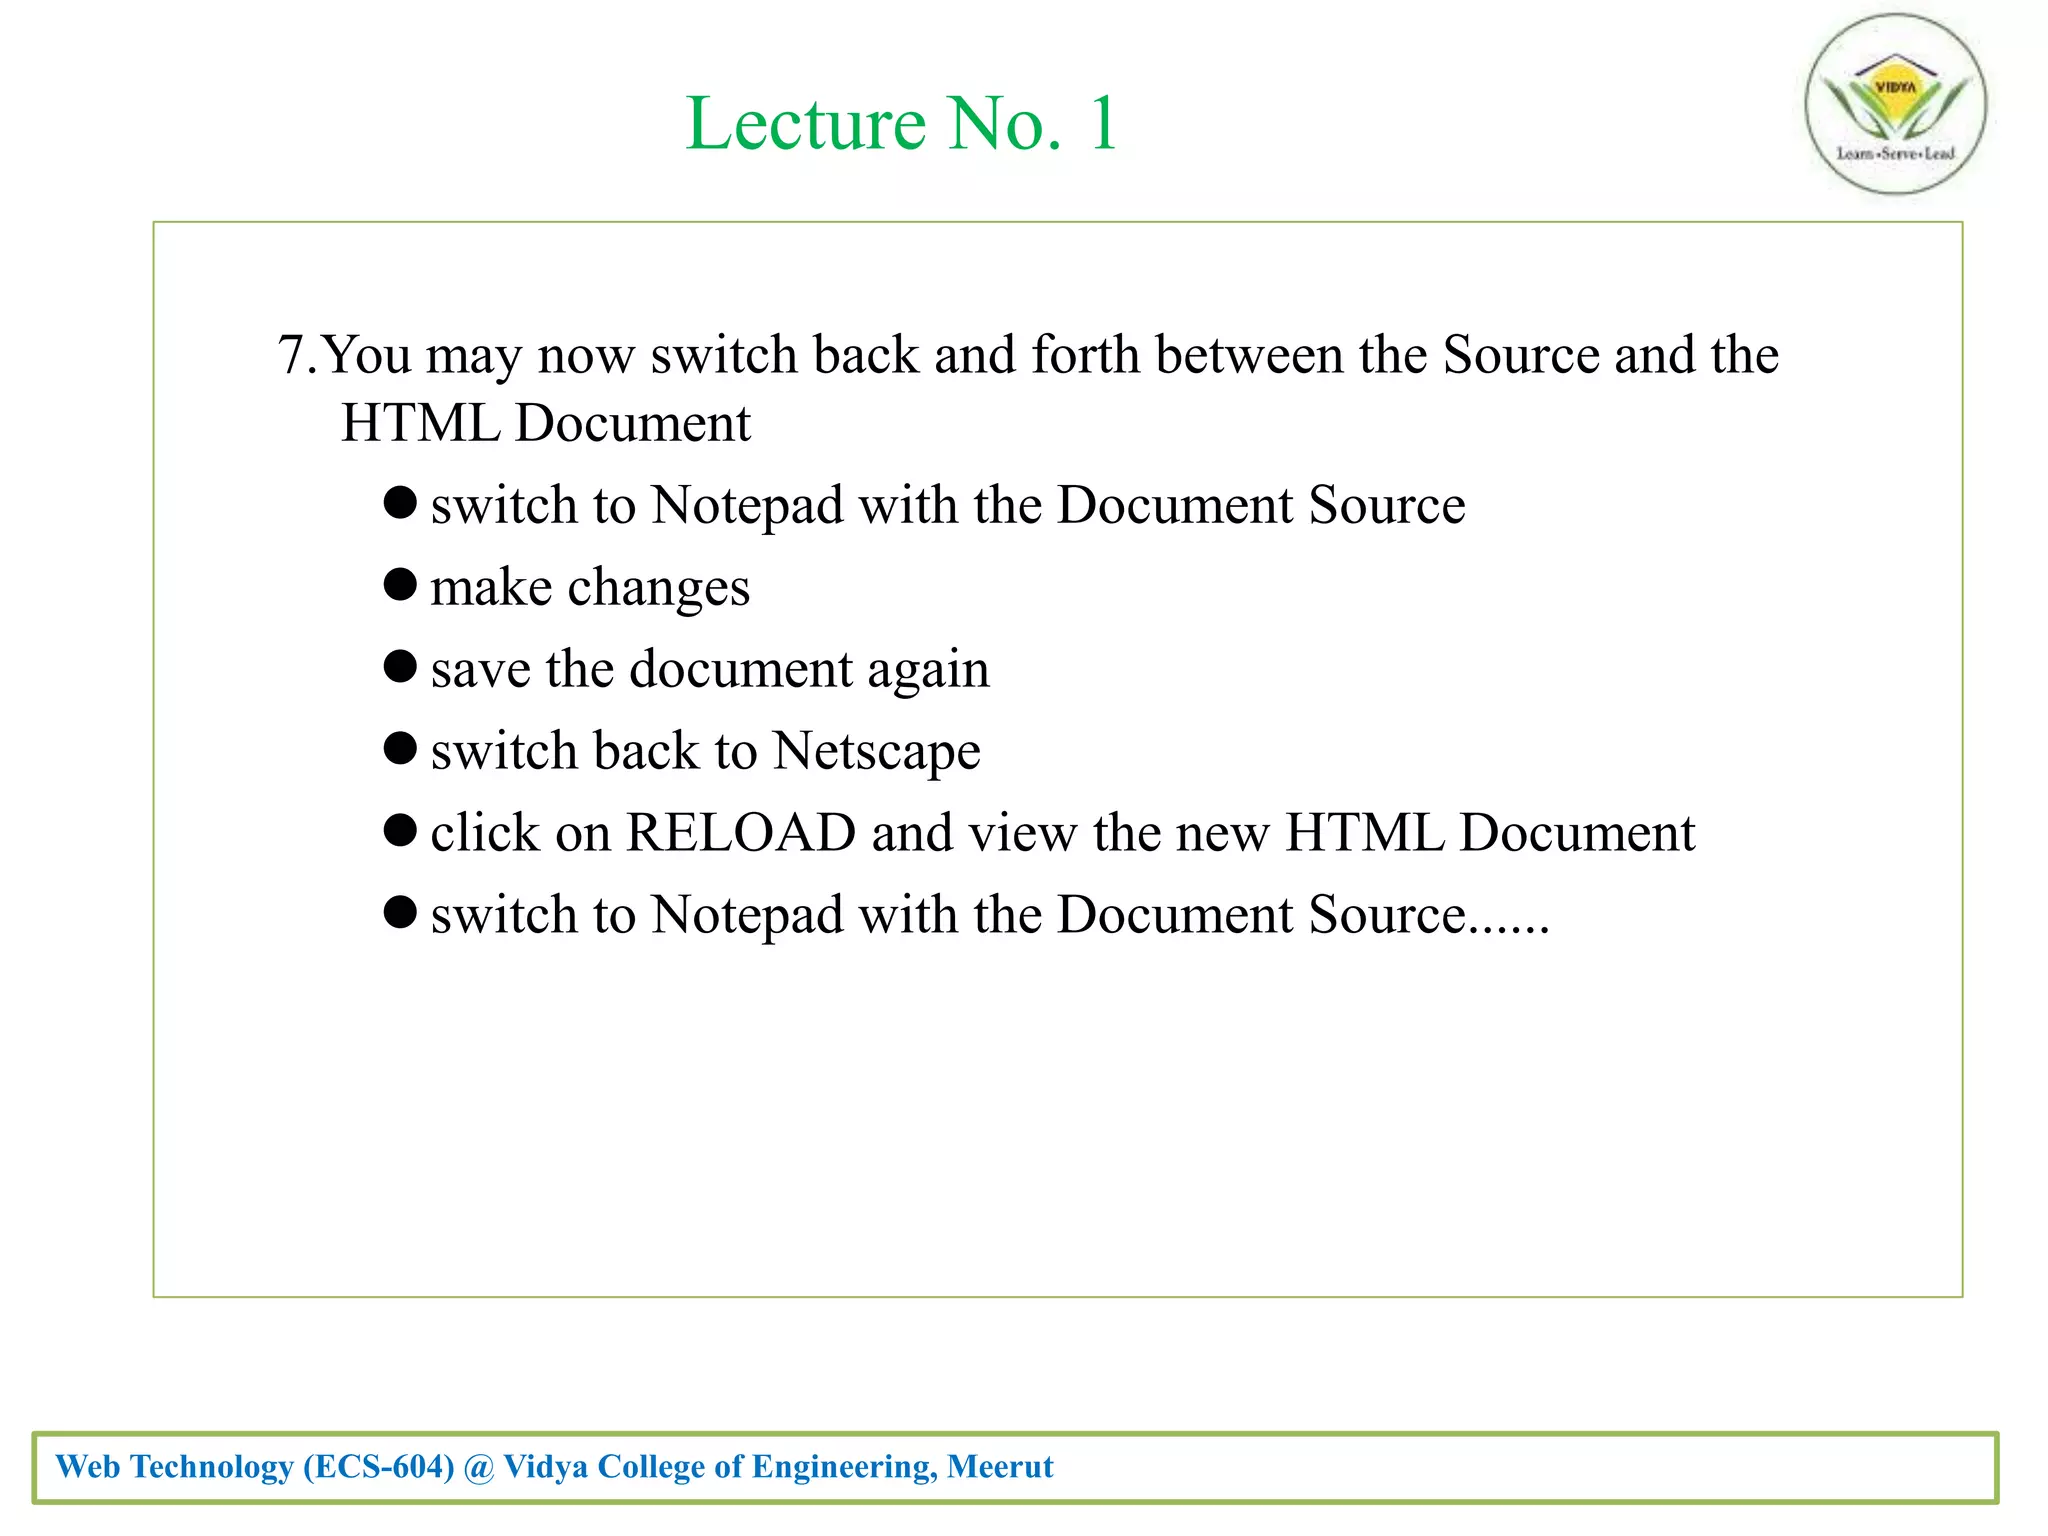 Lecture No. 1
VIDYA
Learn•Serve•Lead
7.You may now switch back and forth between the Source and the
HTML Document
● switch to Notepad with the Document Source
● make changes
● save the document again
● switch back to Netscape
● click on RELOAD and view the new HTML Document
● switch to Notepad with the Document Source......
Web Technology (ECS-604) @ Vidya College of Engineering, Meerut